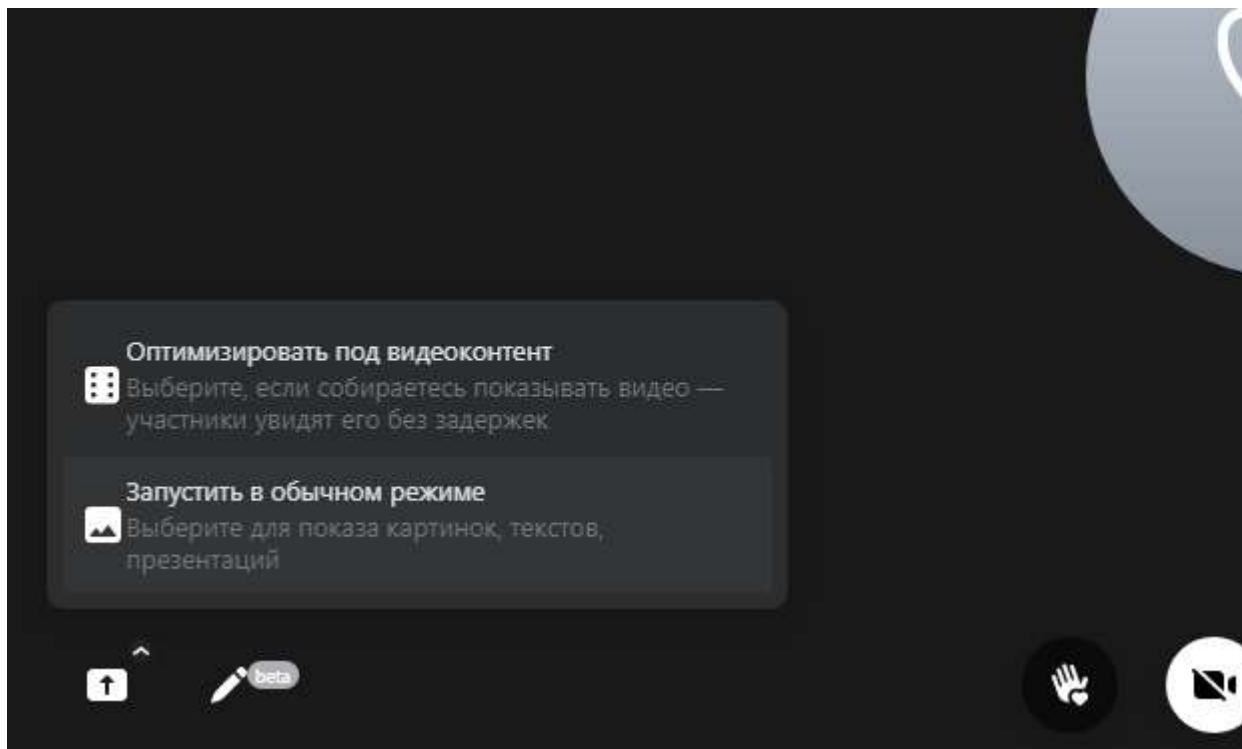 Оптимизировать под видеоконтент
Выберите, если собираетесь показывать видео —
участники увидят его без задержек
Запустить в обычном режиме
Выберите для показа картинок, текстов,
презентаций
beta